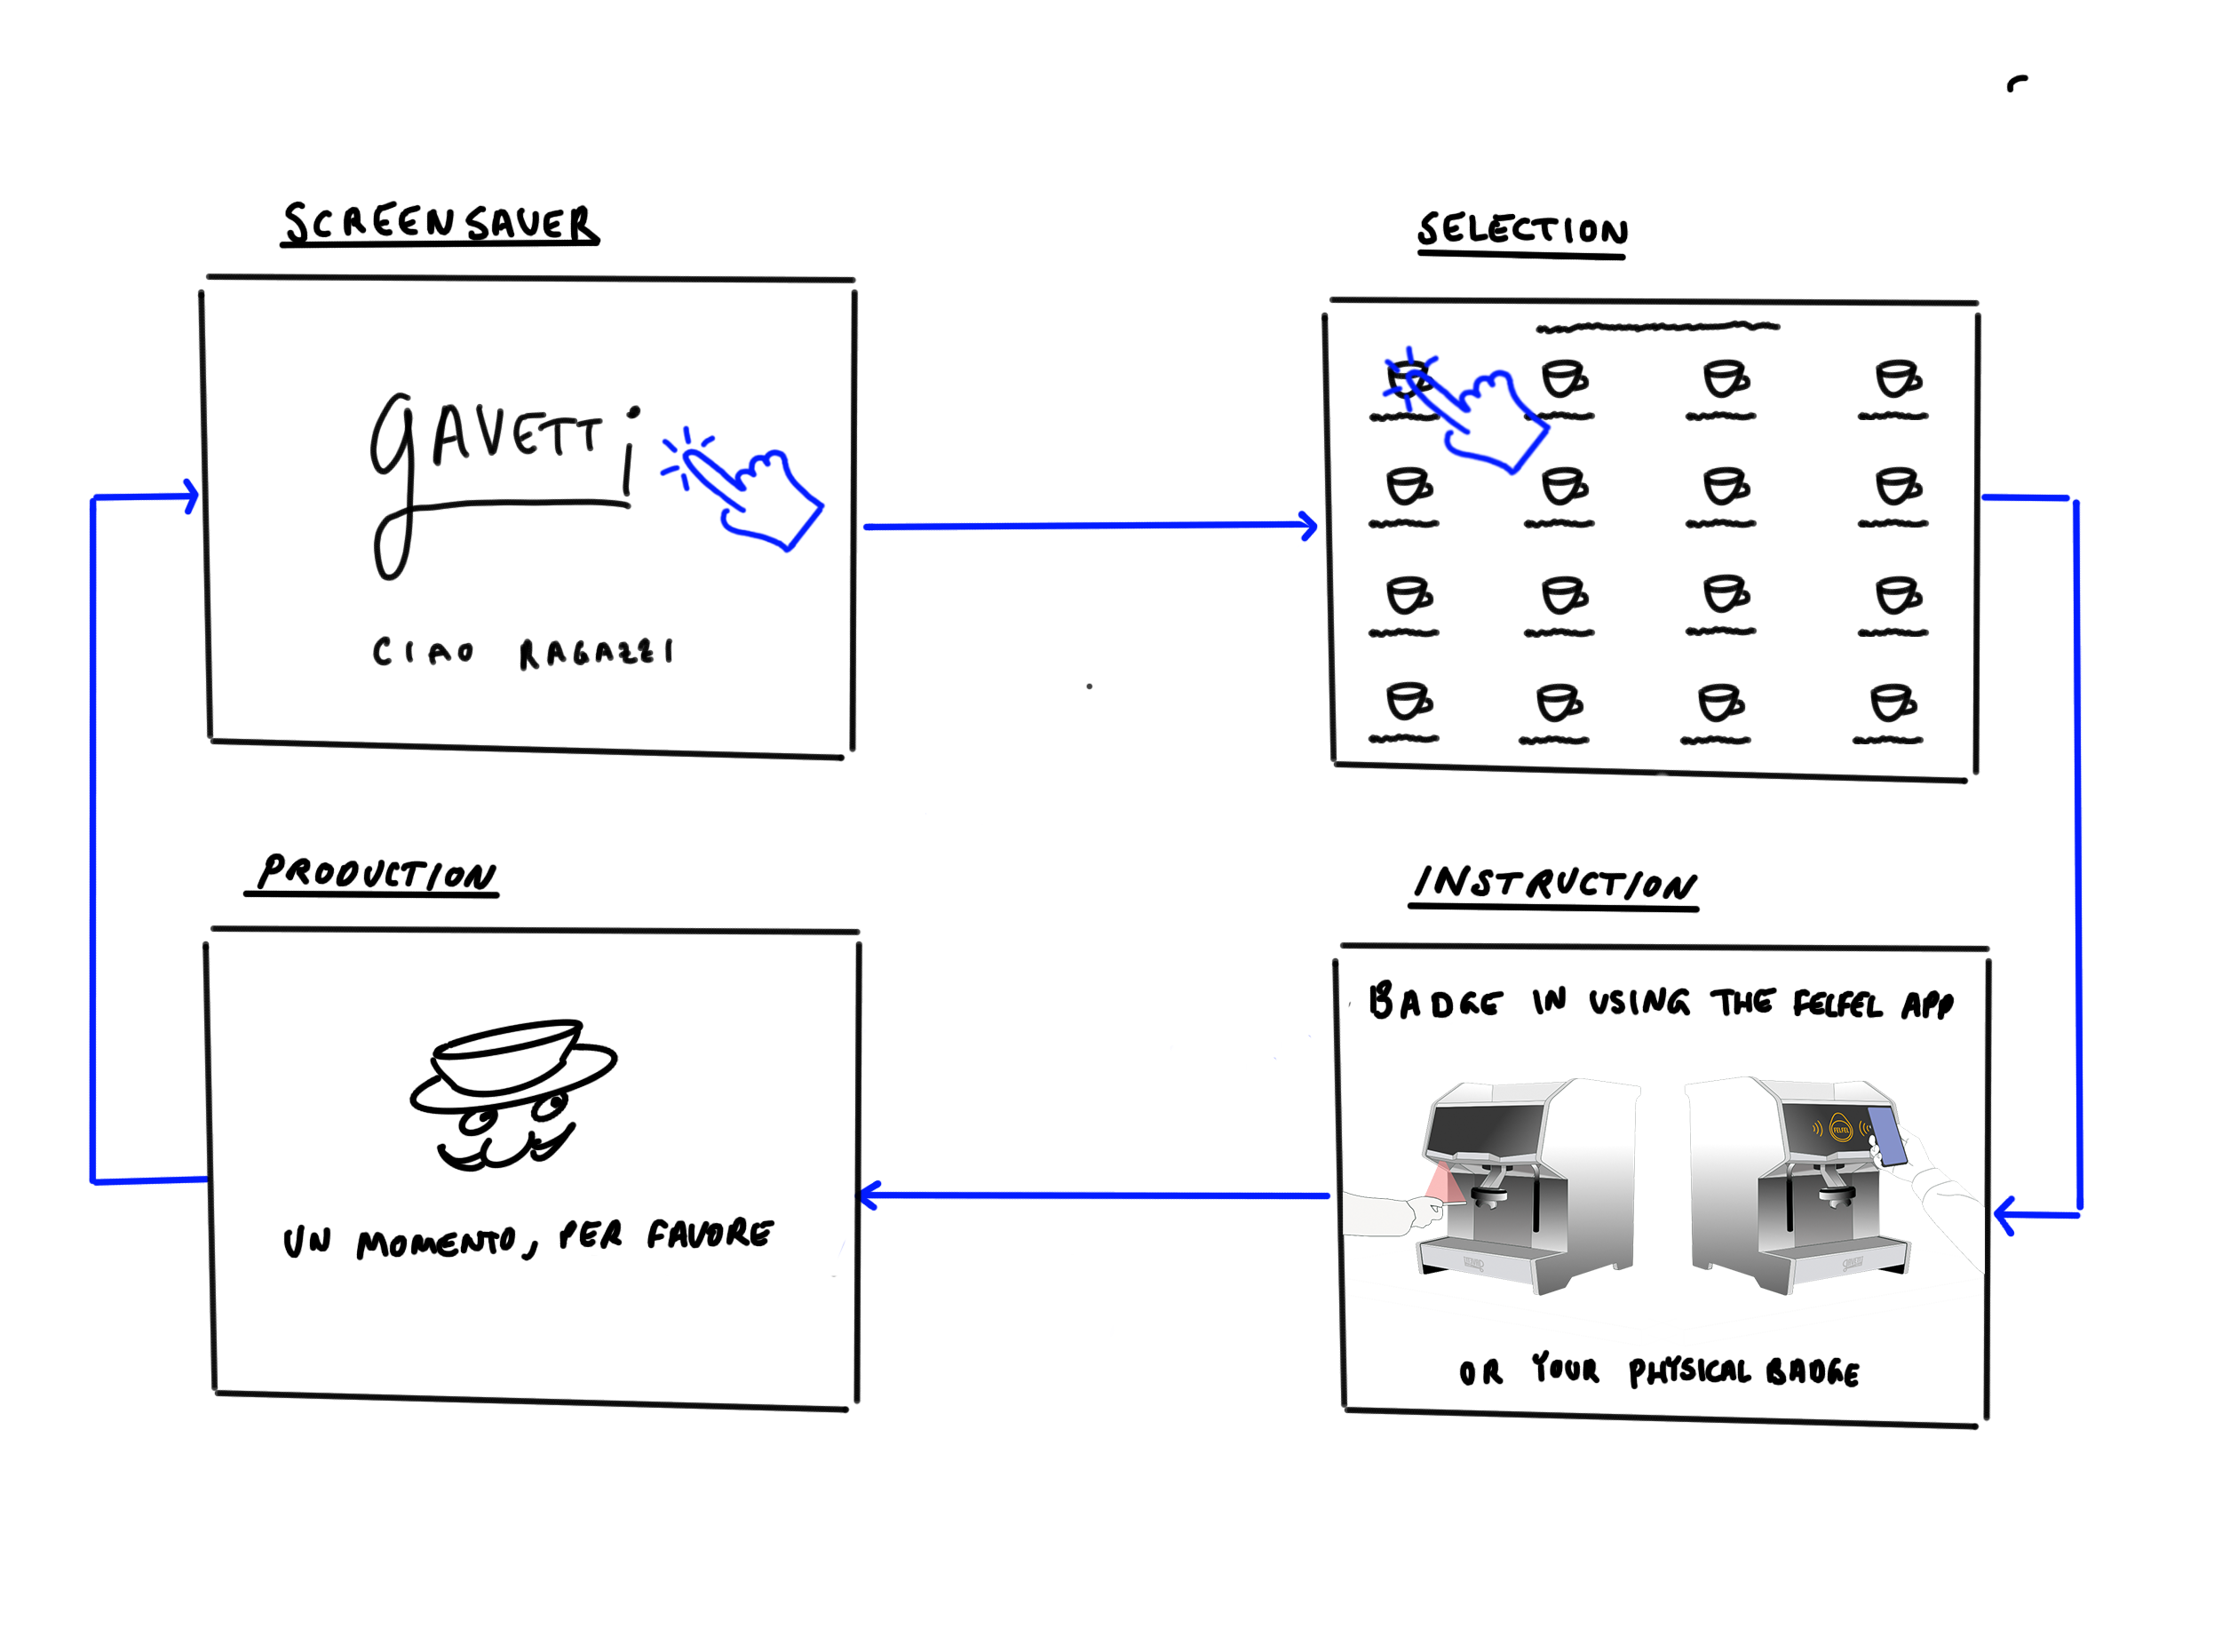 SCREENSAVER
GAVETTi
CIAO RAGAZZI
SELECTION
PRODUCTION
UN MOMENTO, PER FAVORE
INSTRUCTION
BADGE IN USING THE FELFEL APP
FELFEL
OR YOUR PHYSICAL BADGE